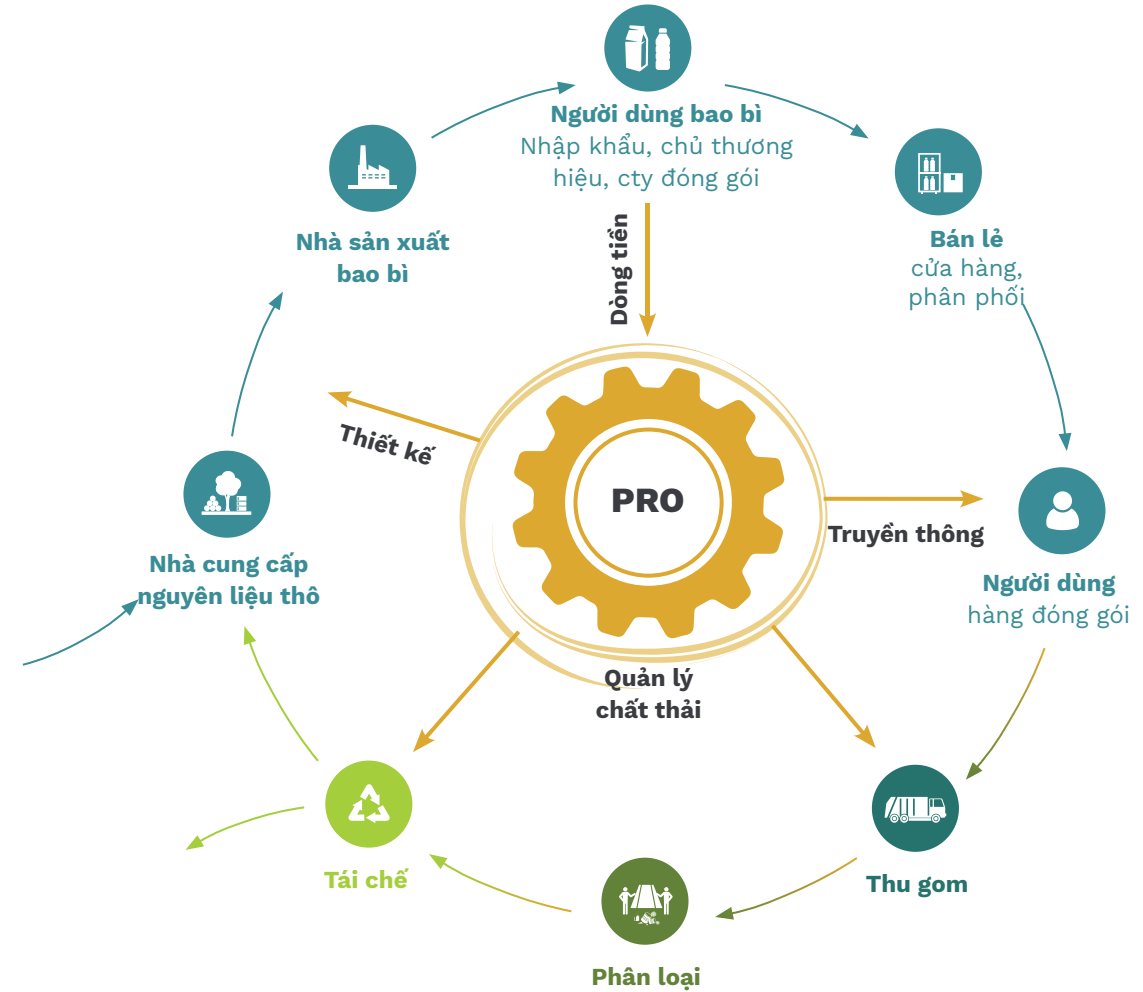 Người dùng bao bì
Nhập khẩu, chủ thương
hiệu, cty đóng gói
Bán lẻ
cửa hàng,
phân phối
Nhà sản xuất
bao bì
Dòng tiền
Thiết kế
PRO
Truyền thông
Nhà cung cấp
nguyên liệu thô
Người dùng
hàng đóng gói
Quản lý
chất thải
Tái chế
Thu gom
Phân loại